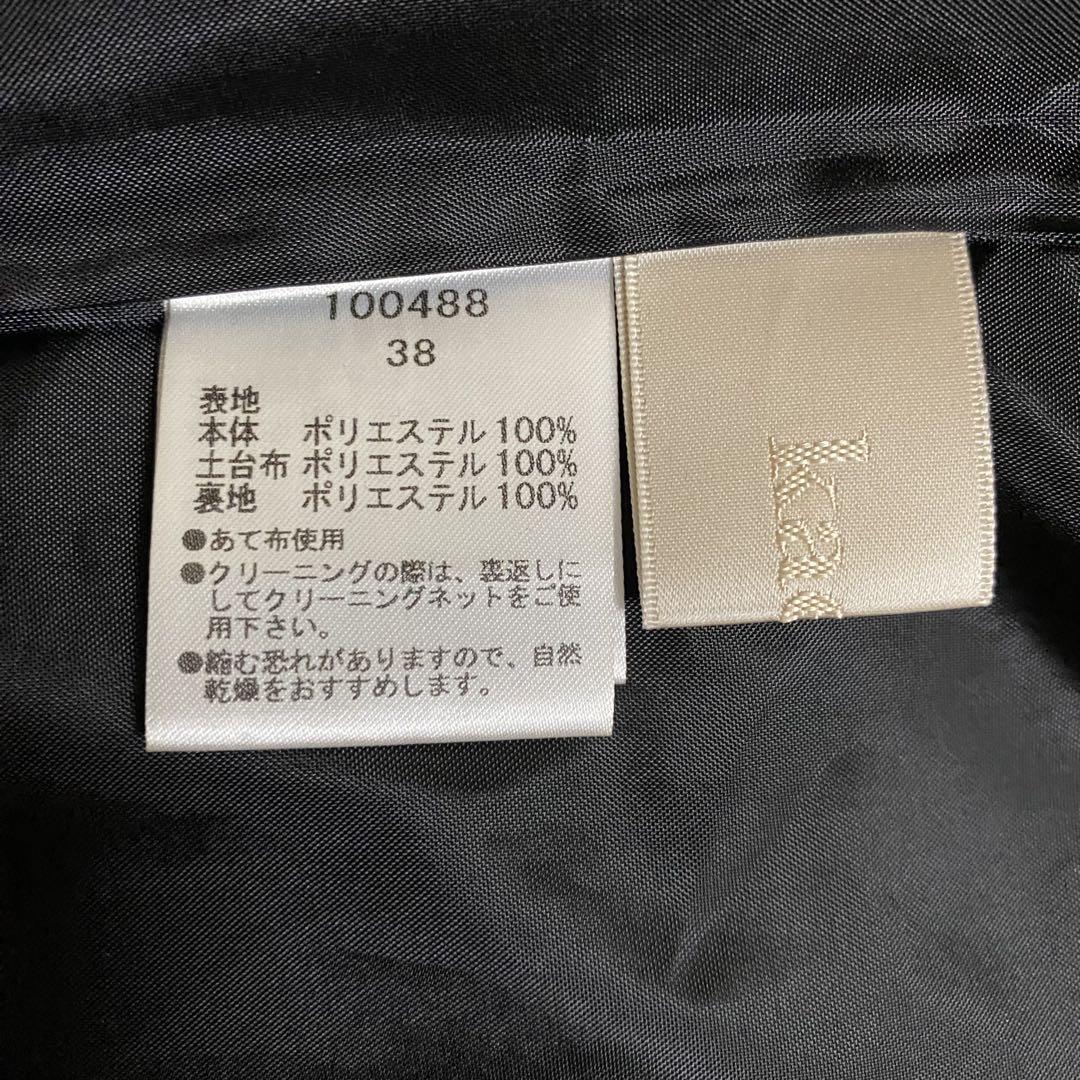 100488
38
表地
本体 ポリエステル100%
土台布 ポリエステル100%
裏地 ポリエステル100%
●あて布使用
●クリーニングの際は、裏返しに
してクリーニングネットをご使
用下さい。
●縮む恐れがありますので、自然
乾燥をおすすめします。